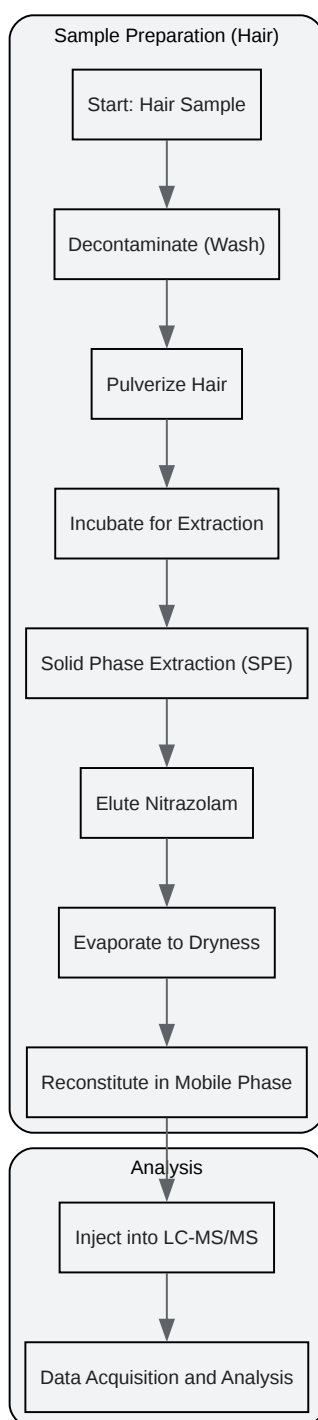 Sample Preparation (Hair)
Start: Hair Sample
Decontaminate (Wash)
Pulverize Hair
Incubate for Extraction
Solid Phase Extraction (SPE)
Elute Nitrazolam
Evaporate to Dryness
Reconstitute in Mobile Phase
Analysis
Inject into LC-MS/MS
Data Acquisition and Analysis